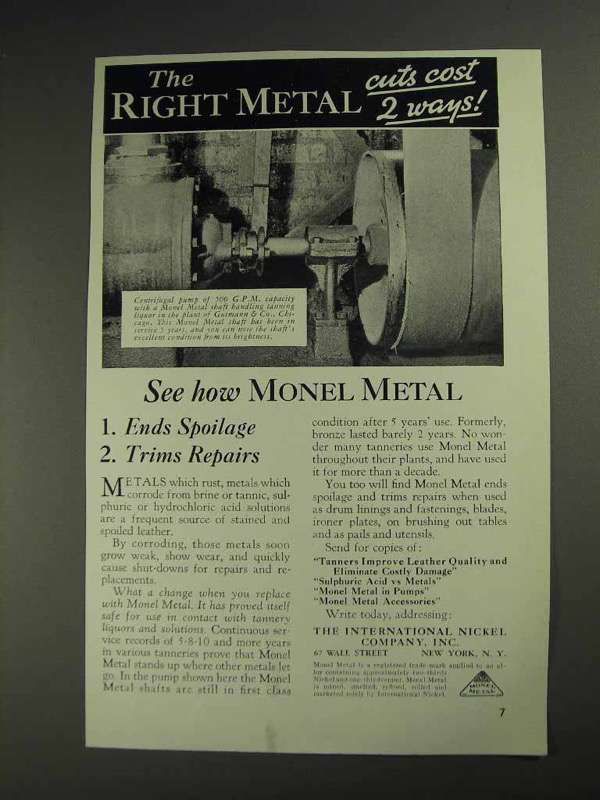 The
RIGHT METAL
cuts cost
2 ways!
Centrifugal pump of 500 G.P.M. capacity
with a Monel Metal shaft handling tanning
liquor in the plant of Gutmann & Co., Chi-
cago. This Monel Metal shaft has been in
service 5 years, and you can note the shaft's
excellent condition from its brightness.
See how MONEL METAL
1. Ends Spoilage
2. Trims Repairs
METALS which rust, metals which
corrode from brine or tannic, sul-
phuric or hydrochloric acid solutions
are a frequent source of stained and
spoiled leather.
By corroding, those metals soon
grow weak, show wear, and quickly
cause shut-downs for repairs and re-
placements.
What a change when you replace
with Monel Metal. It has proved itself
safe for use in contact with tannery
liquors and solutions. Continuous ser-
vice records of 5-8-10 and more years
in various tanneries prove that Monel
Metal stands up where other metals let
go. In the pump shown here the Monel
Metal shafts are still in first class
condition after 5 years' use. Formerly,
bronze lasted barely 2 years. No won-
der many tanneries use Monel Metal
throughout their plants, and have used
it for more than a decade.
You too will find Monel Metal ends
spoilage and trims repairs when used
as drum linings and fastenings, blades,
ironer plates, on brushing out tables
and as pails and utensils.
Send for copies of:
"Tanners Improve Leather Quality and
Eliminate Costly Damage"
"Sulphuric Acid vs Metals"
"Monel Metal in Pumps"
"Monel Metal Accessories"
Write today, addressing:
THE INTERNATIONAL NICKEL
COMPANY, INC.
67 WALL STREET NEW YORK, N. Y.
Monel Metal is a registered trade-mark applied to an al-
loy containing approximately two-thirds
Nickel and one-third copper. Monel Metal
is mined, smelted, refined, rolled and
marketed solely by International Nickel.
MONEL
METAL
7